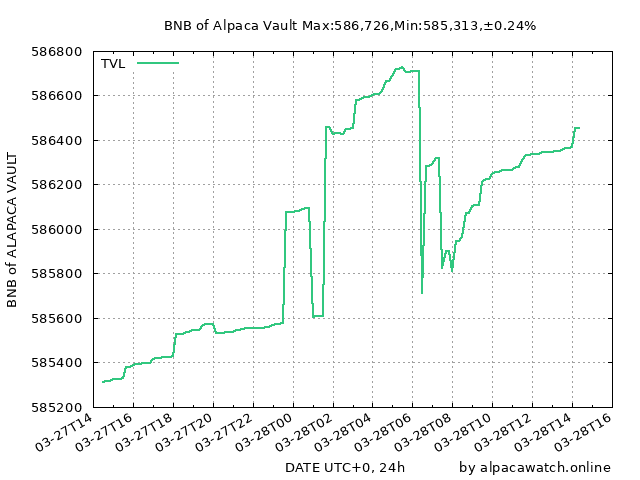 BNB of Alpaca Vault Max:586,726,Min:585,313,±0.24%
TVL
BNB of ALAPACA VAULT
586800
586600
586400
586200
586000
585800
585600
585400
585200
03-27T14
03-27T16
03-27T18
03-27T20
03-27T22
03-28T00
03-28T02
03-28T04
03-28T06
03-28T08
03-28T10
03-28T12
03-28T14
03-28T16
DATE UTC+0, 24h
by alpacawatch.online